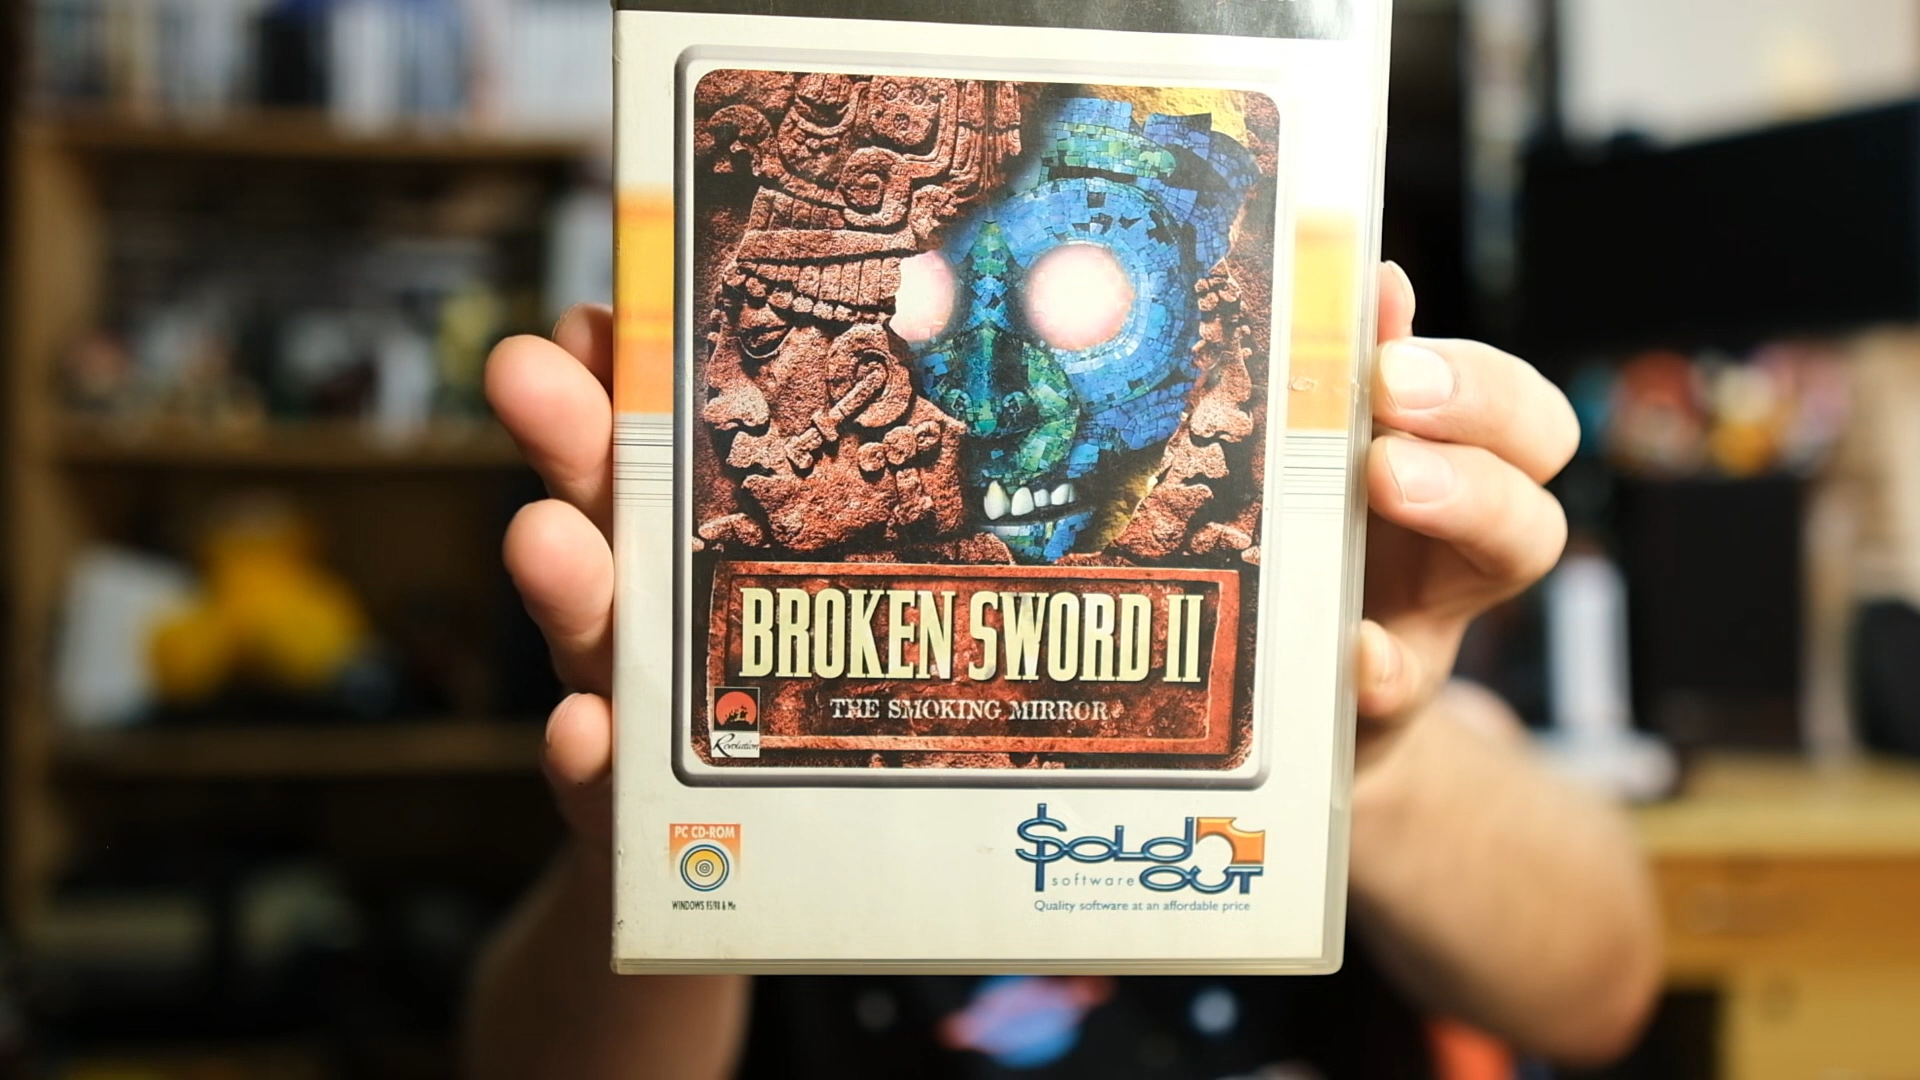 BROKEN SWORD II
THE SMOKING MIRROR
Revolution
PC CD-ROM
WINDOWS 95/98 & Me
SOLD
software OUT
Quality software at an affordable price